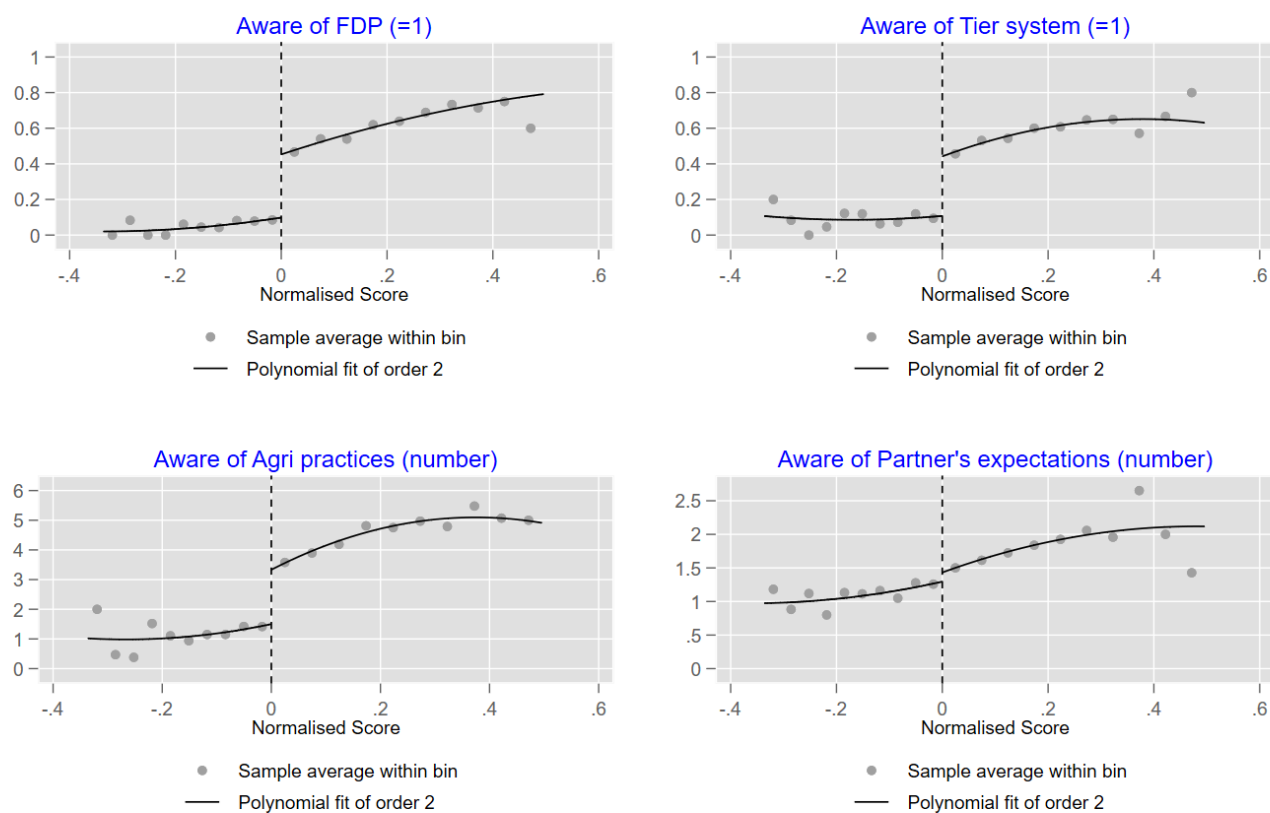 Aware of FDP (=1)
1
0.8
0.6
0.4
0.2
0
-.4 -.2 0 .2 .4 .6
Normalised Score
Sample average within bin
Polynomial fit of order 2
Aware of Tier system (=1)
1
0.8
0.6
0.4
0.2
0
-.4 -.2 0 .2 .4 .6
Normalised Score
Sample average within bin
Polynomial fit of order 2
Aware of Agri practices (number)
6
5
4
3
2
1
0
-.4 -.2 0 .2 .4 .6
Normalised Score
Sample average within bin
Polynomial fit of order 2
Aware of Partner's expectations (number)
2.5
2
1.5
1
.5
0
-.4 -.2 0 .2 .4 .6
Normalised Score
Sample average within bin
Polynomial fit of order 2